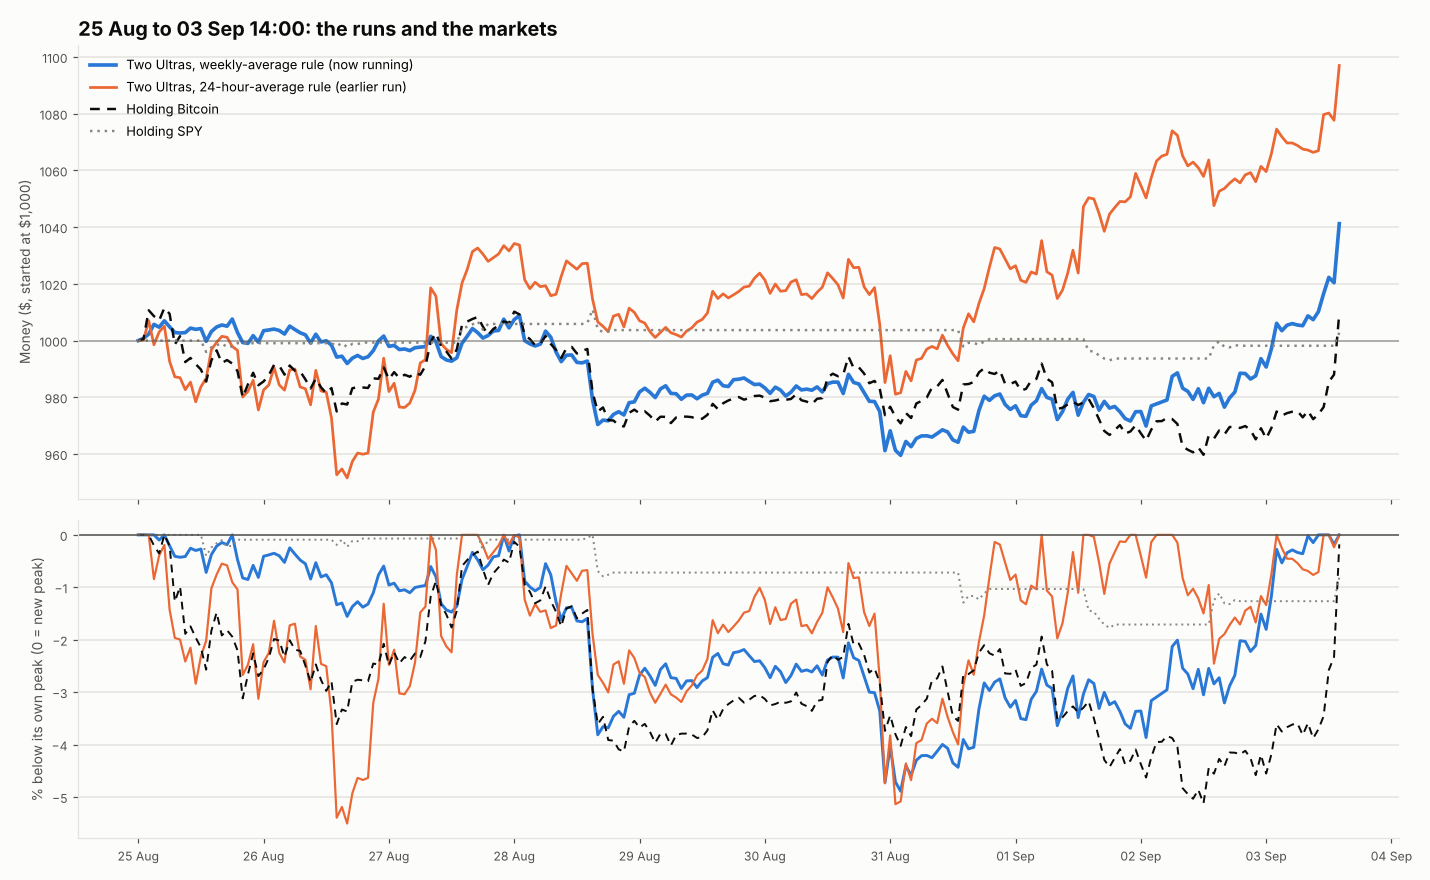 25 Aug to 03 Sep 14:00: the runs and the markets
Two Ultras, weekly-average rule (now running)
Two Ultras, 24-hour-average rule (earlier run)
Holding Bitcoin
Holding SPY
Money ($, started at $1,000)
1100
1080
1060
1040
1020
1000
980
960
% below its own peak (0 = new peak)
0
−1
−2
−3
−4
−5
25 Aug
26 Aug
27 Aug
28 Aug
29 Aug
30 Aug
31 Aug
01 Sep
02 Sep
03 Sep
04 Sep